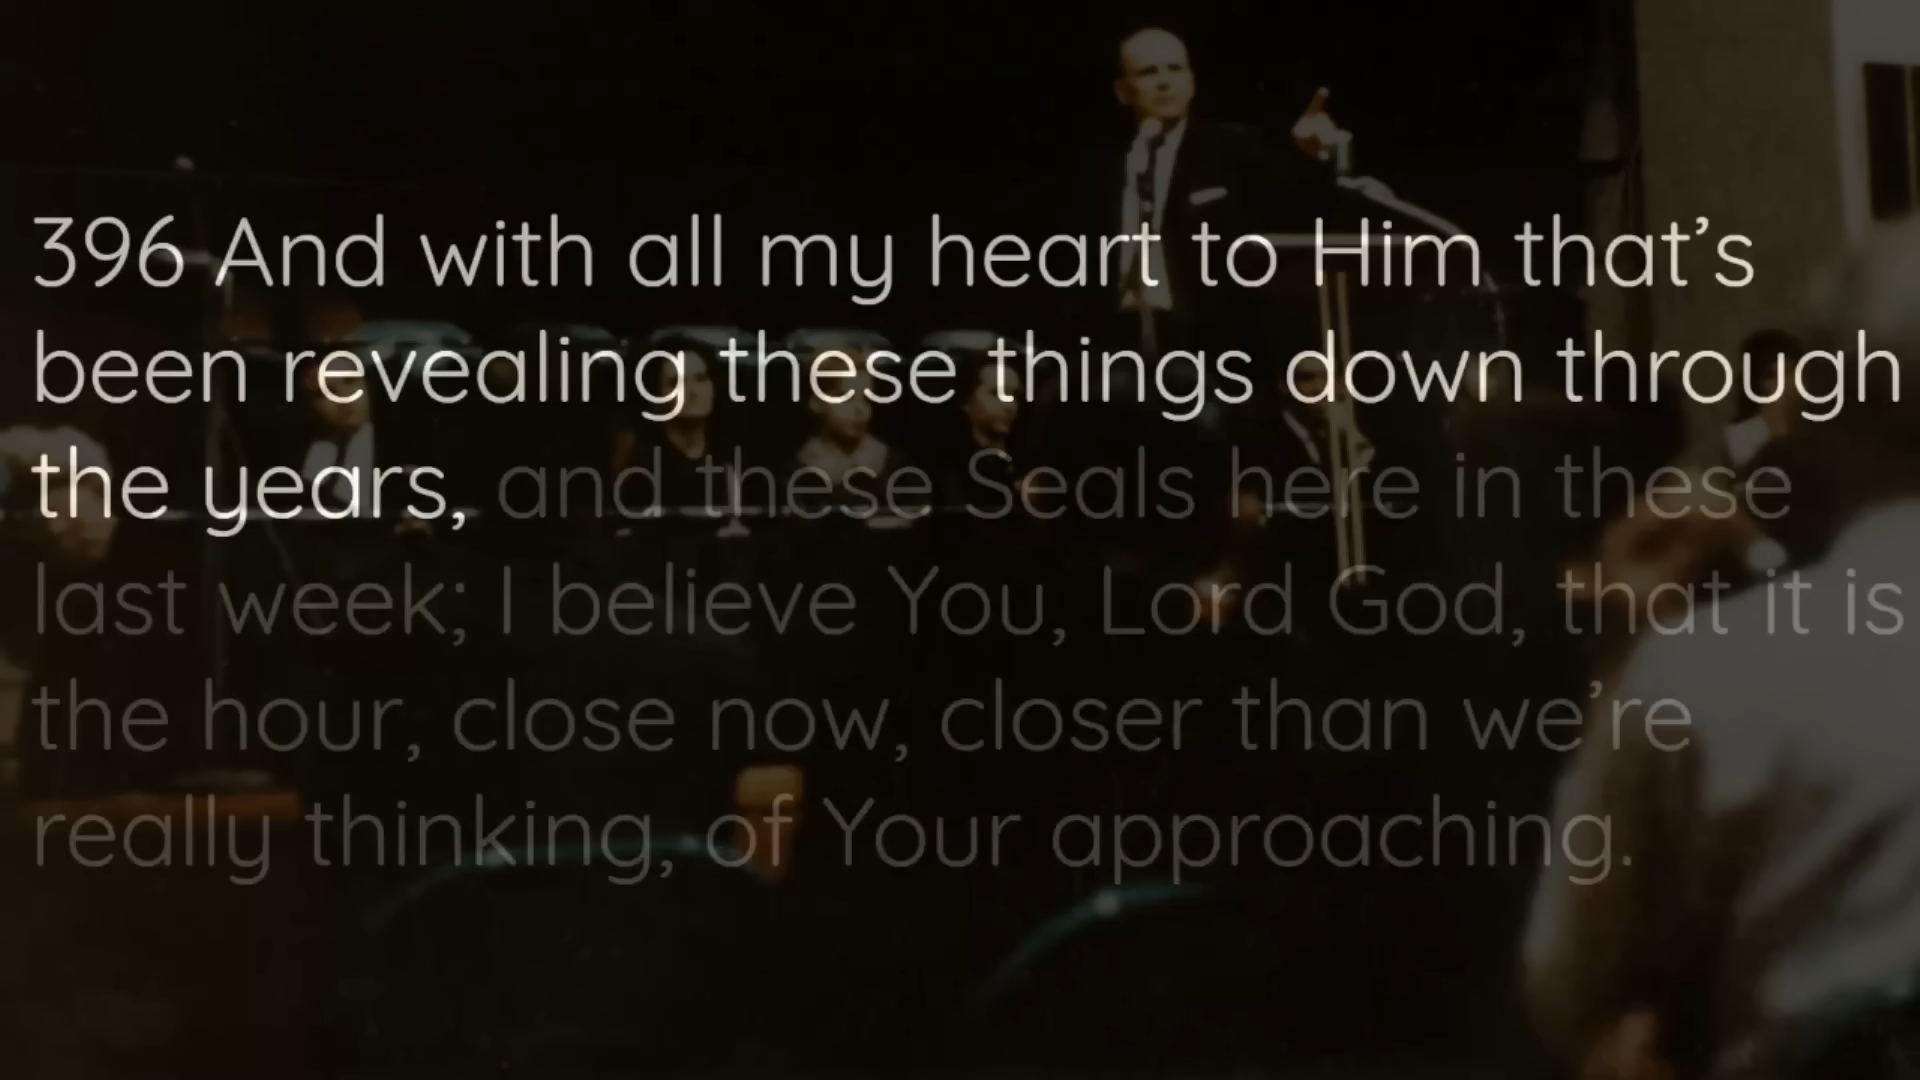 396 And with all my heart to Him that’s
been revealing these things down through
the years, and these Seals here in these
last week; I believe You, Lord God, that it is
the hour, close now, closer than we’re
really thinking, of Your approaching.